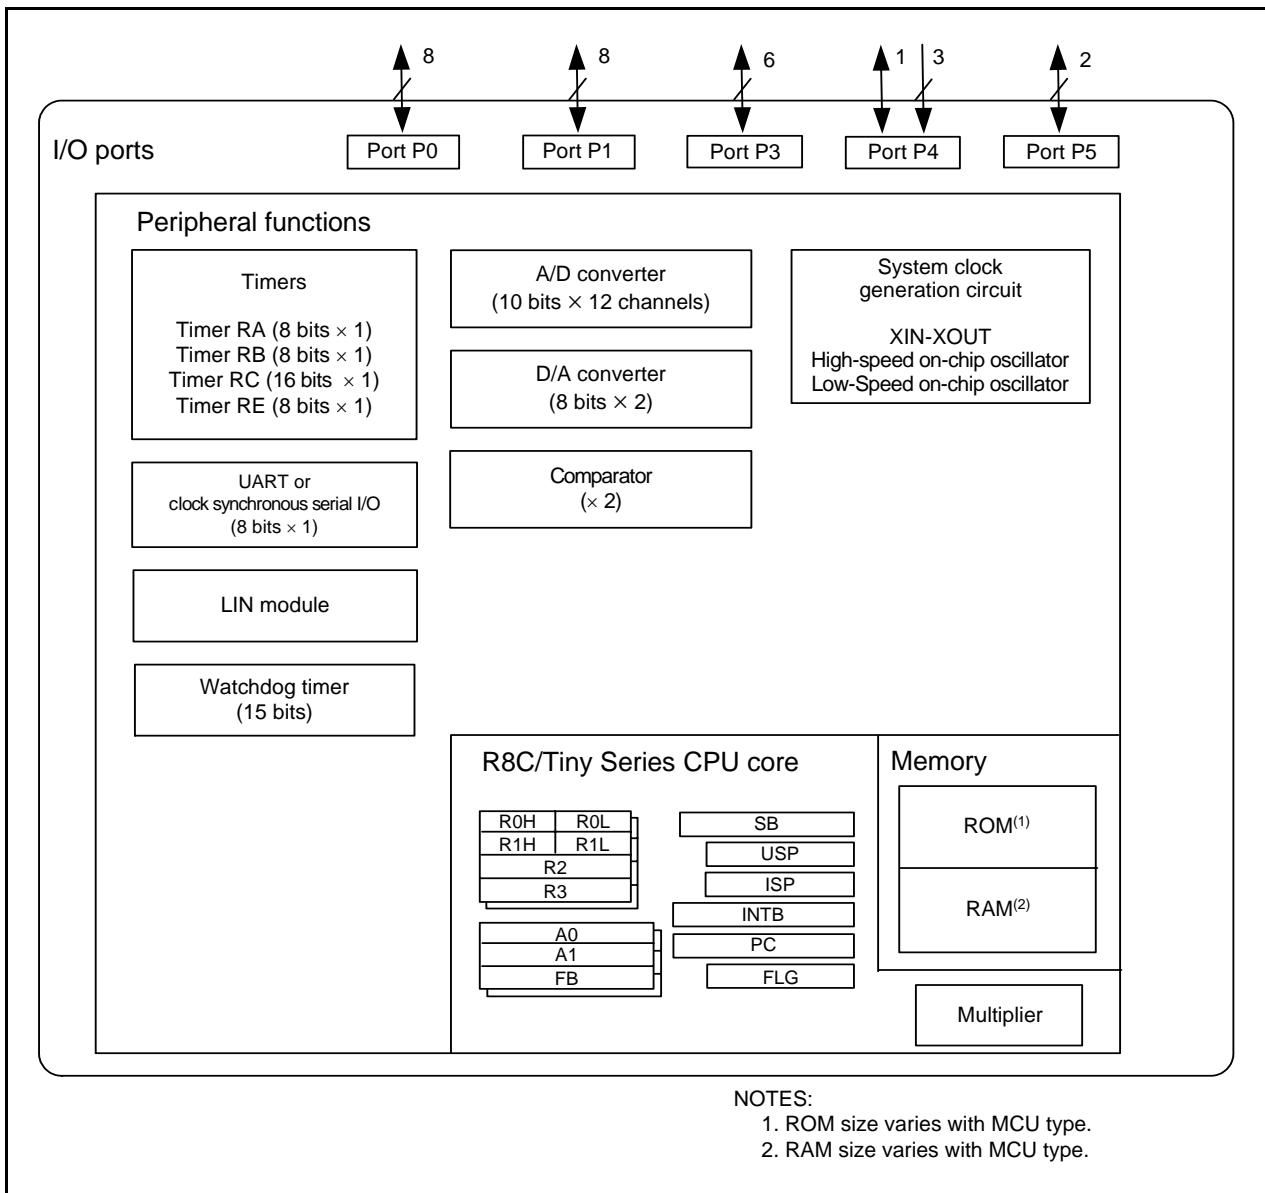 8
8
6
1
3
2
I/O ports
Port P0
Port P1
Port P3
Port P4
Port P5
Peripheral functions
Timers
Timer RA (8 bits × 1)
Timer RB (8 bits × 1)
Timer RC (16 bits × 1)
Timer RE (8 bits × 1)
UART or
clock synchronous serial I/O
(8 bits × 1)
LIN module
Watchdog timer
(15 bits)
A/D converter
(10 bits × 12 channels)
D/A converter
(8 bits × 2)
Comparator
(× 2)
System clock
generation circuit
XIN-XOUT
High-speed on-chip oscillator
Low-Speed on-chip oscillator
R8C/Tiny Series CPU core
R0H
R0L
R1H
R1L
R2
R3
A0
A1
FB
SB
USP
ISP
INTB
PC
FLG
Memory
ROM(1)
RAM(2)
Multiplier
NOTES:
1. ROM size varies with MCU type.
2. RAM size varies with MCU type.